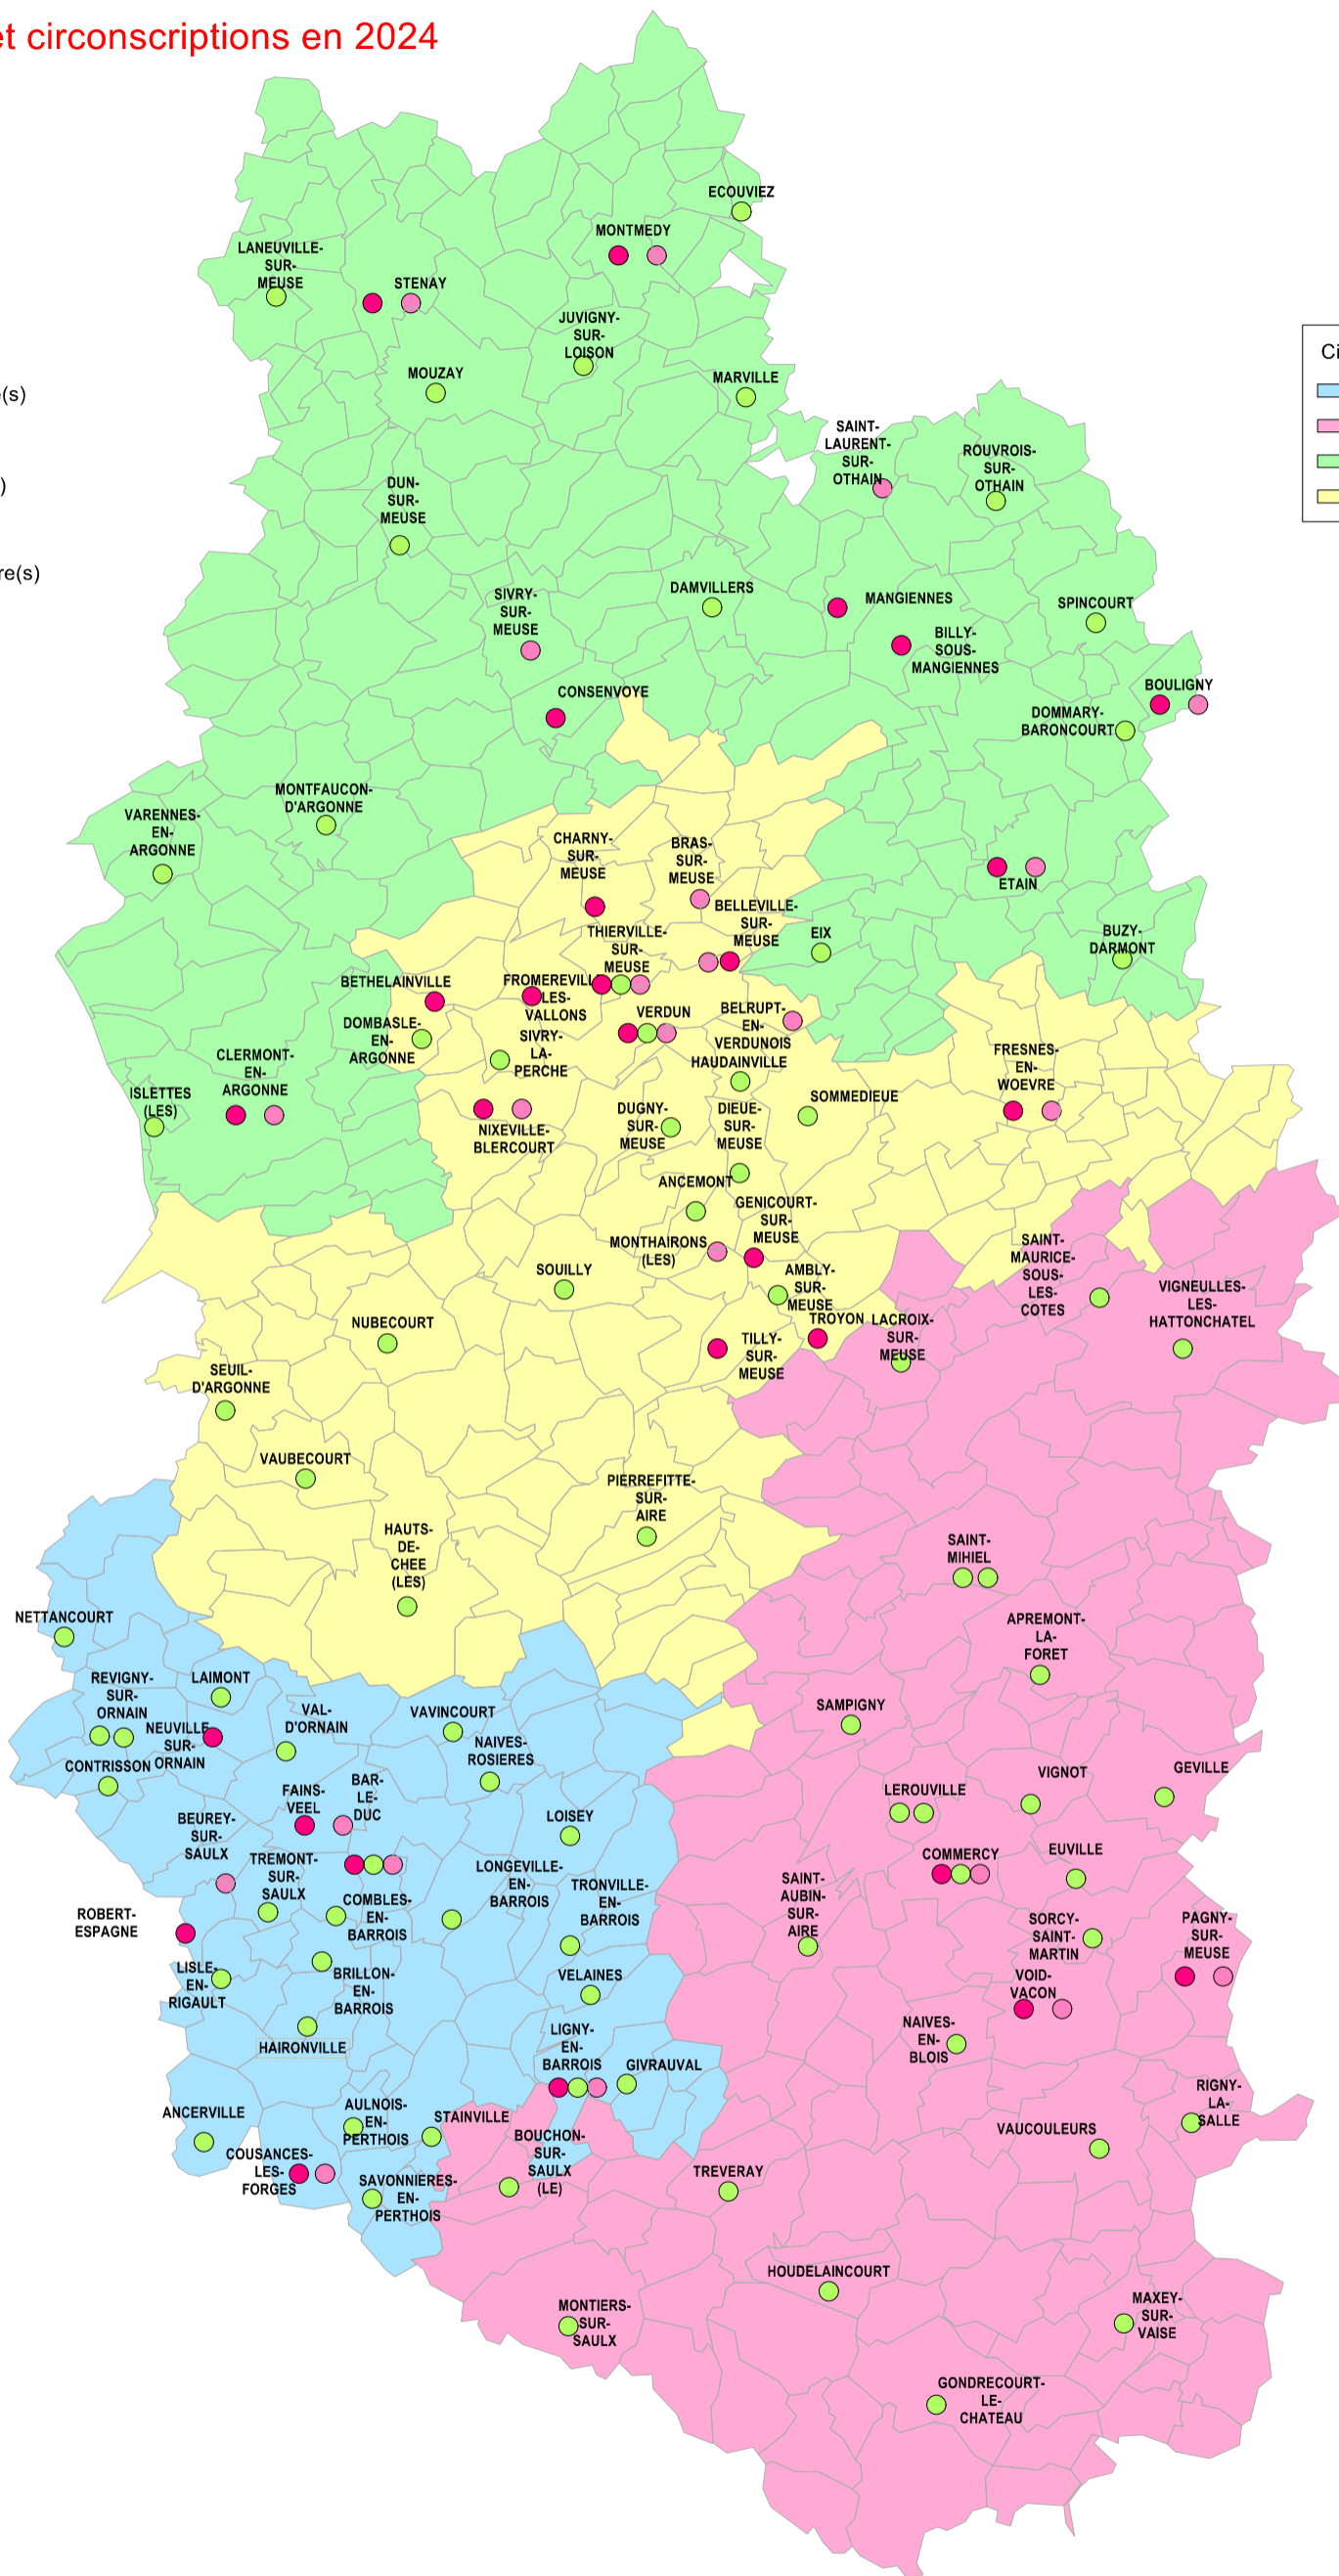 et circonscriptions en 2024
ECOUVIEZ
MONTMEDY
LANEUVILLE-
SUR-
MEUSE
STENAY
JUVIGNY-
SUR-
LOISON
MOUZAY
MARVILLE
Ci
(s)
)
re(s)
SAINT-
LAURENT-
SUR-
OTHAIN
ROUVROIS-
SUR-
OTHAIN
DUN-
SUR-
MEUSE
SIVRY-
SUR-
MEUSE
DAMVILLERS
MANGIENNES
SPINCOURT
BILLY-
SOUS-
MANGIENNES
CONSENVOYE
BOULIGNY
DOMMARY-
BARONCOURT
MONTFAUCON-
D'ARGONNE
VARENNES-
EN-
ARGONNE
CHARNY-
SUR-
MEUSE
BRAS-
SUR-
MEUSE
ETAIN
BELLEVILLE-
SUR-
MEUSE
THIERVILLE-
SUR-
MEUSE
EIX
BUZY-
DARMONT
BETHELAINVILLE
FROMEREVILL
LES-
VALLONS
VERDUN
BELRUPT-
EN-
VERDUNOIS
DOMBASLE-
EN-
ARGONNE
SIVRY-
LA-
PERCHE
HAUDAINVILLE
CLERMONT-
EN-
ARGONNE
FRESNES-
EN-
WOEVRE
ISLETTES
(LES)
SOMMEDIEUE
NIXEVILLE-
BLERCOURT
DUGNY-
SUR-
MEUSE
DIEUE-
SUR-
MEUSE
ANCEMONT
GENICOURT-
SUR-
MEUSE
MONTHAIRONS
(LES)
SAINT-
MAURICE-
SOUS-
LES-
COTES
SOUILLY
AMBLY-
SUR-
MEUSE
VIGNEULLES-
LES-
HATTONCHATEL
NUBECOURT
TROYON
LACROIX-
SUR-
MEUSE
TILLY-
SUR-
MEUSE
SEUIL-
D'ARGONNE
VAUBECOURT
PIERREFITTE-
SUR-
AIRE
HAUTS-
DE-
CHEE
(LES)
SAINT-
MIHIEL
NETTANCOURT
APREMONT-
LA-
FORET
REVIGNY-
SUR-
ORNAIN
LAIMONT
VAL-
D'ORNAIN
VAVINCOURT
SAMPIGNY
NEUVILLE
SUR-
ORNAIN
NAIVES-
ROSIERES
CONTRISSON
FAINS-
VEEL
BAR-
LE-
DUC
VIGNOT
GEVILLE
LEROUVILLE
BEUREY-
SUR-
SAULX
LOISEY
TREMONT-
SUR-
SAULX
LONGEVILLE-
EN-
BARROIS
COMMERCY
EUVILLE
TRONVILLE-
EN-
BARROIS
SAINT-
AUBIN-
SUR-
AIRE
COMBLES-
EN-
BARROIS
ROBERT-
ESPAGNE
SORCY-
SAINT-
MARTIN
PAGNY-
SUR-
MEUSE
LISLE-
EN-
RIGAULT
BRILLON-
EN-
BARROIS
VELAINES
VOID-
VACON
NAIVES-
EN-
BLOIS
HAIRONVILLE
LIGNY-
EN-
BARROIS
GIVRAUVAL
ANCERVILLE
AULNOIS-
EN-
PERTHOIS
STAINVILLE
RIGNY-
LA-
SALLE
VAUCOULEURS
COUSANCES-
LES-
FORGES
BOUCHON-
SUR-
SAULX
(LE)
SAVONNIERES-
EN-
PERTHOIS
TREVERAY
HOUDELAINCOURT
MONTIERS-
SUR-
SAULX
MAXEY-
SUR-
VAISE
GONDRECOURT-
LE-
CHATEAU